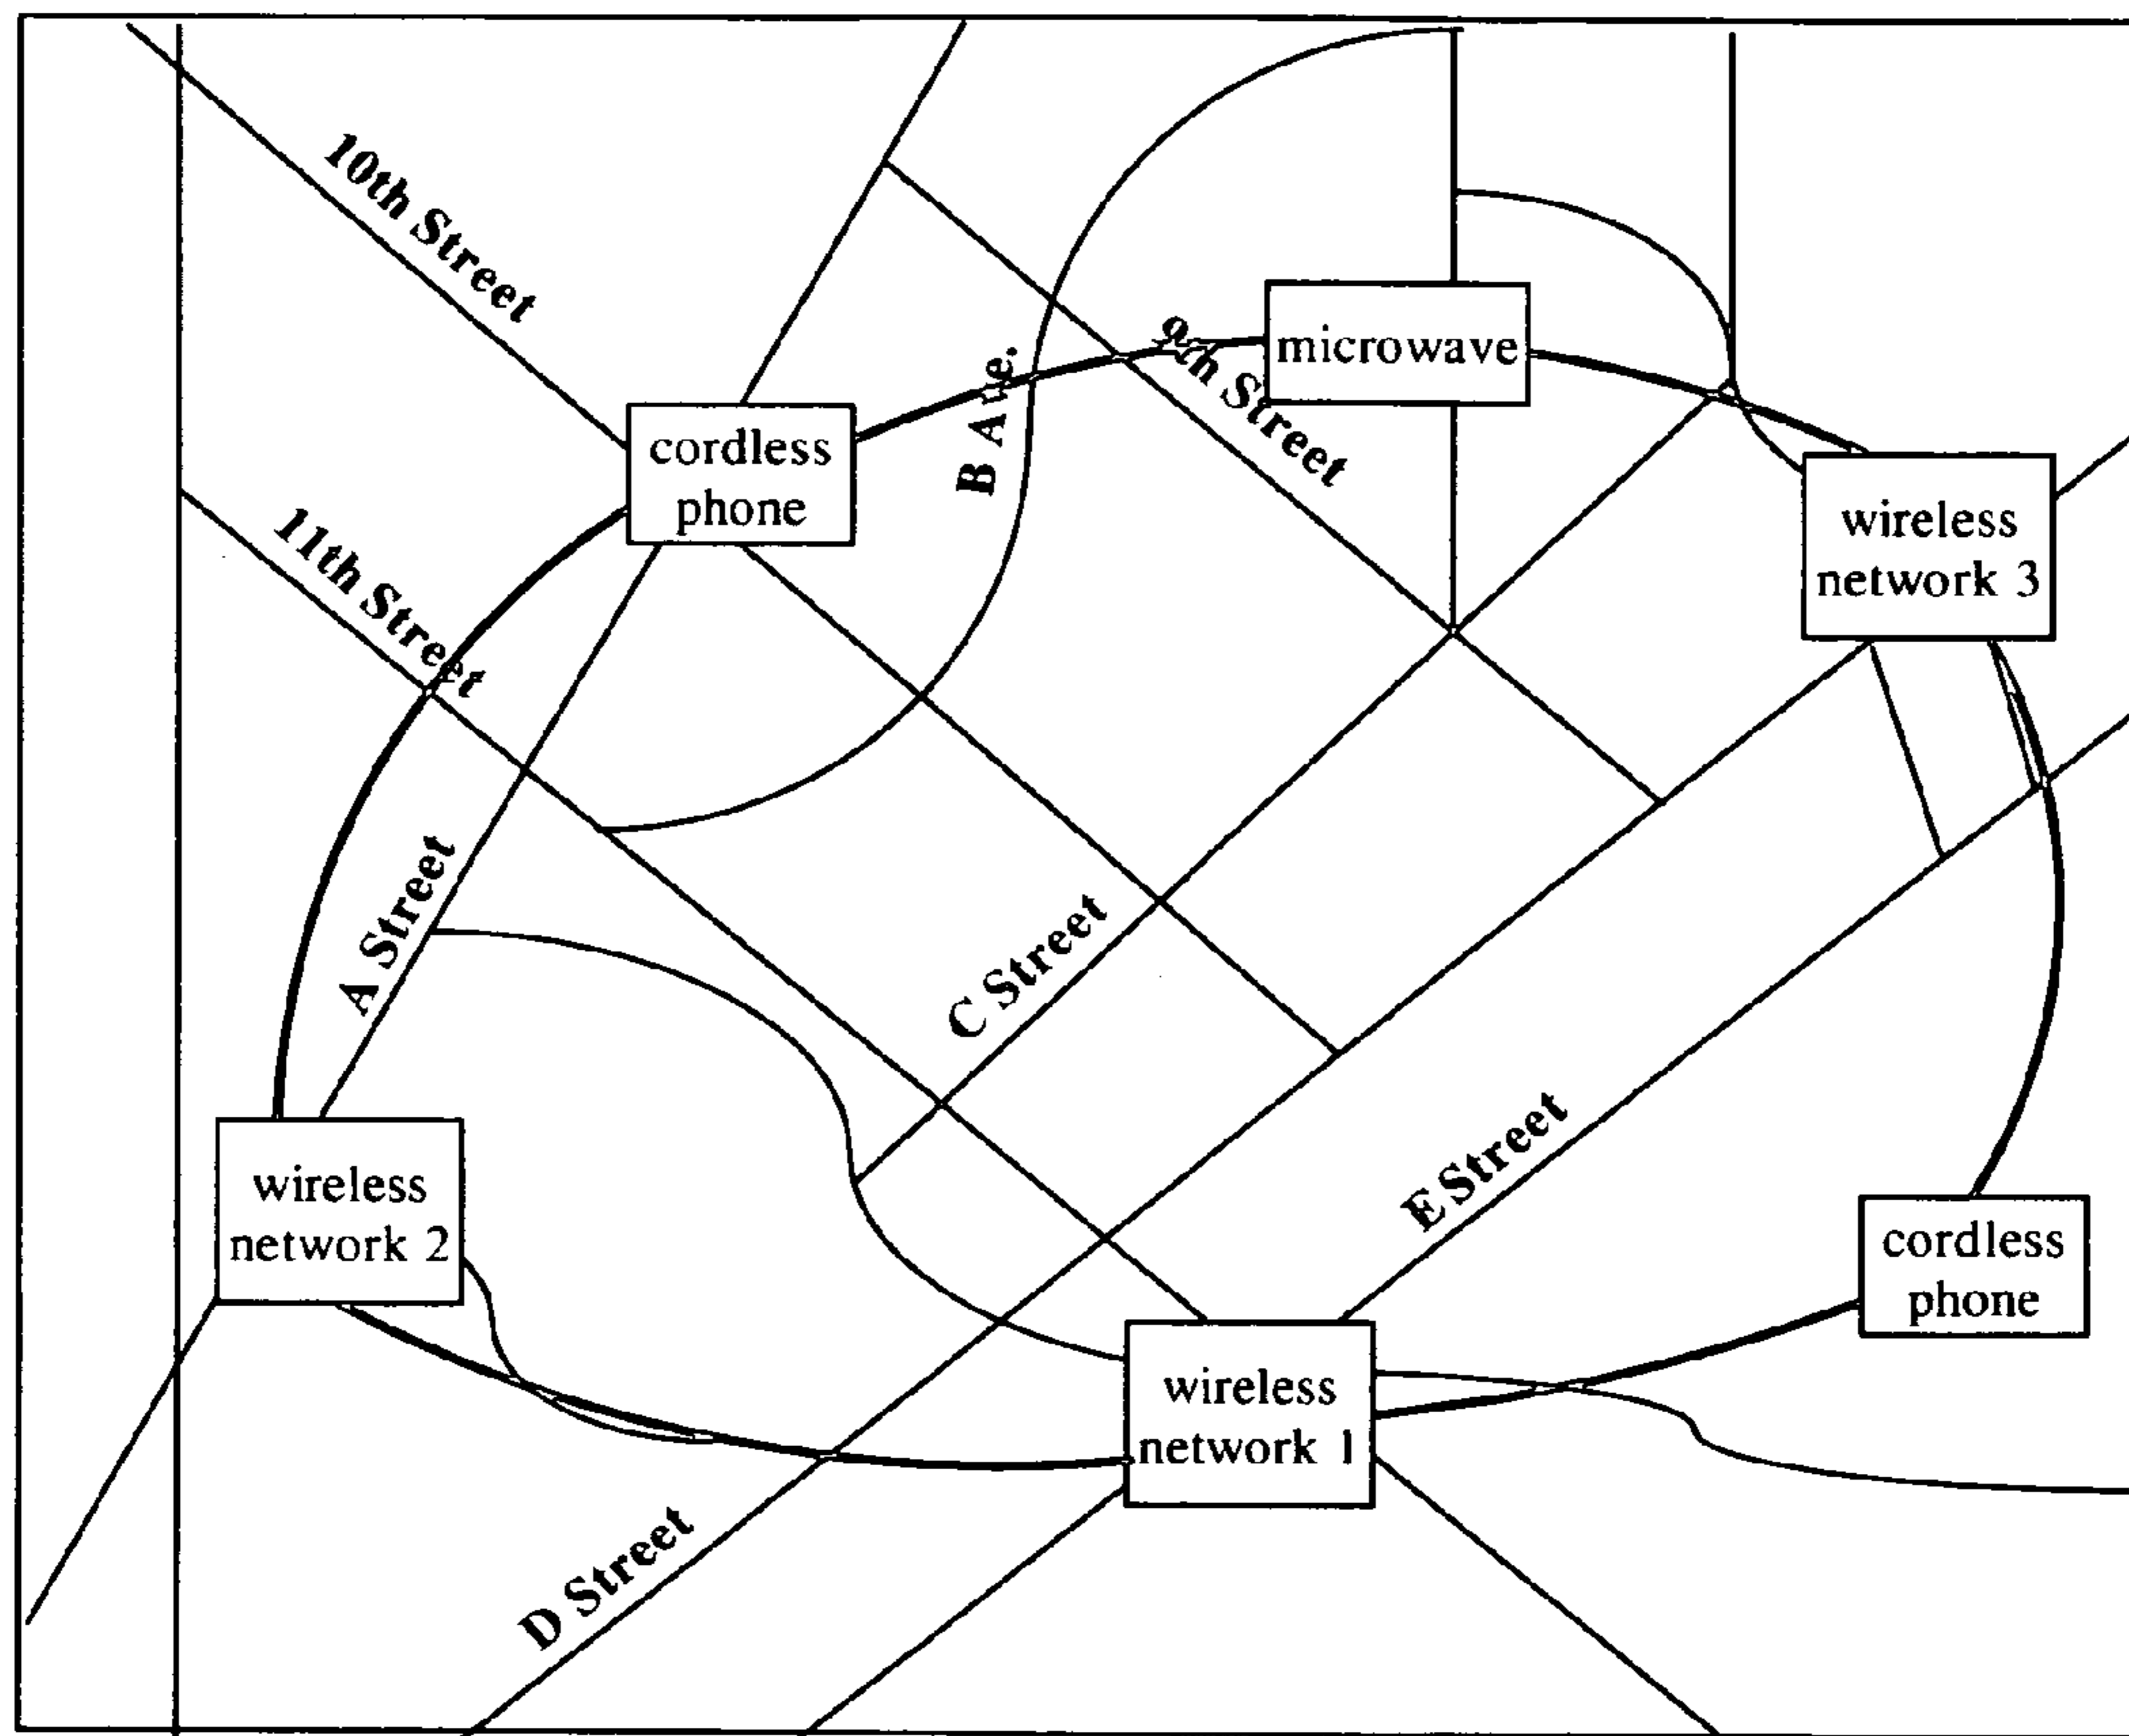 10th Street
B Ave.
9th Street
microwave
cordless
phone
wireless
network 3
11th Street
A Street
C Street
E Street
wireless
network 2
cordless
phone
wireless
network 1
D Street